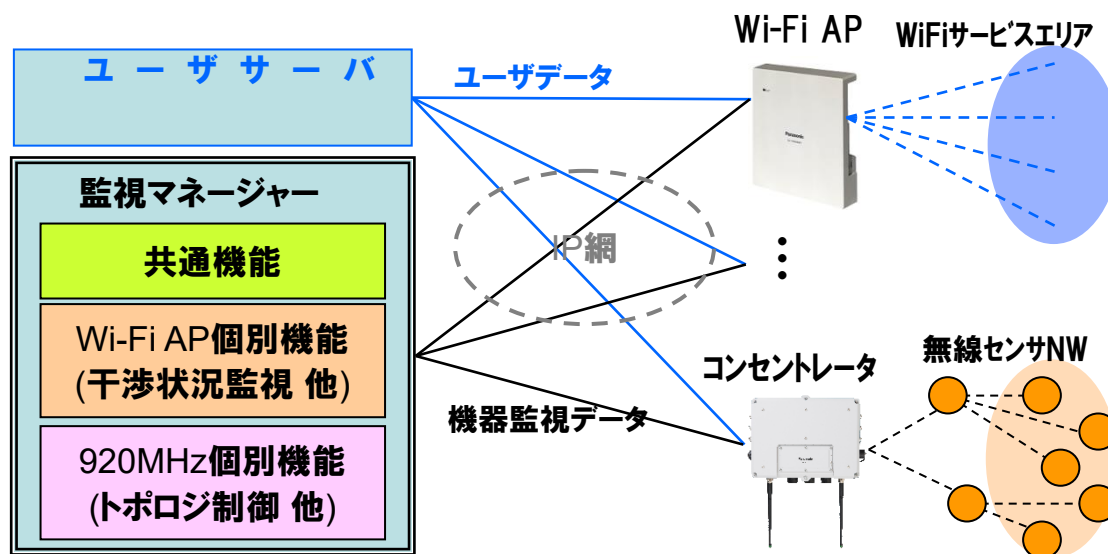 ユーザサーバ
監視マネージャー
共通機能
Wi-Fi AP個別機能
(干渉状況監視 他)
920MHz個別機能
(トポロジ制御 他)
ユーザデータ
IP網
機器監視データ
Wi-Fi AP
Panasonic
WiFiサービスエリア
コンセントレータ
Panasonic
無線センサNW